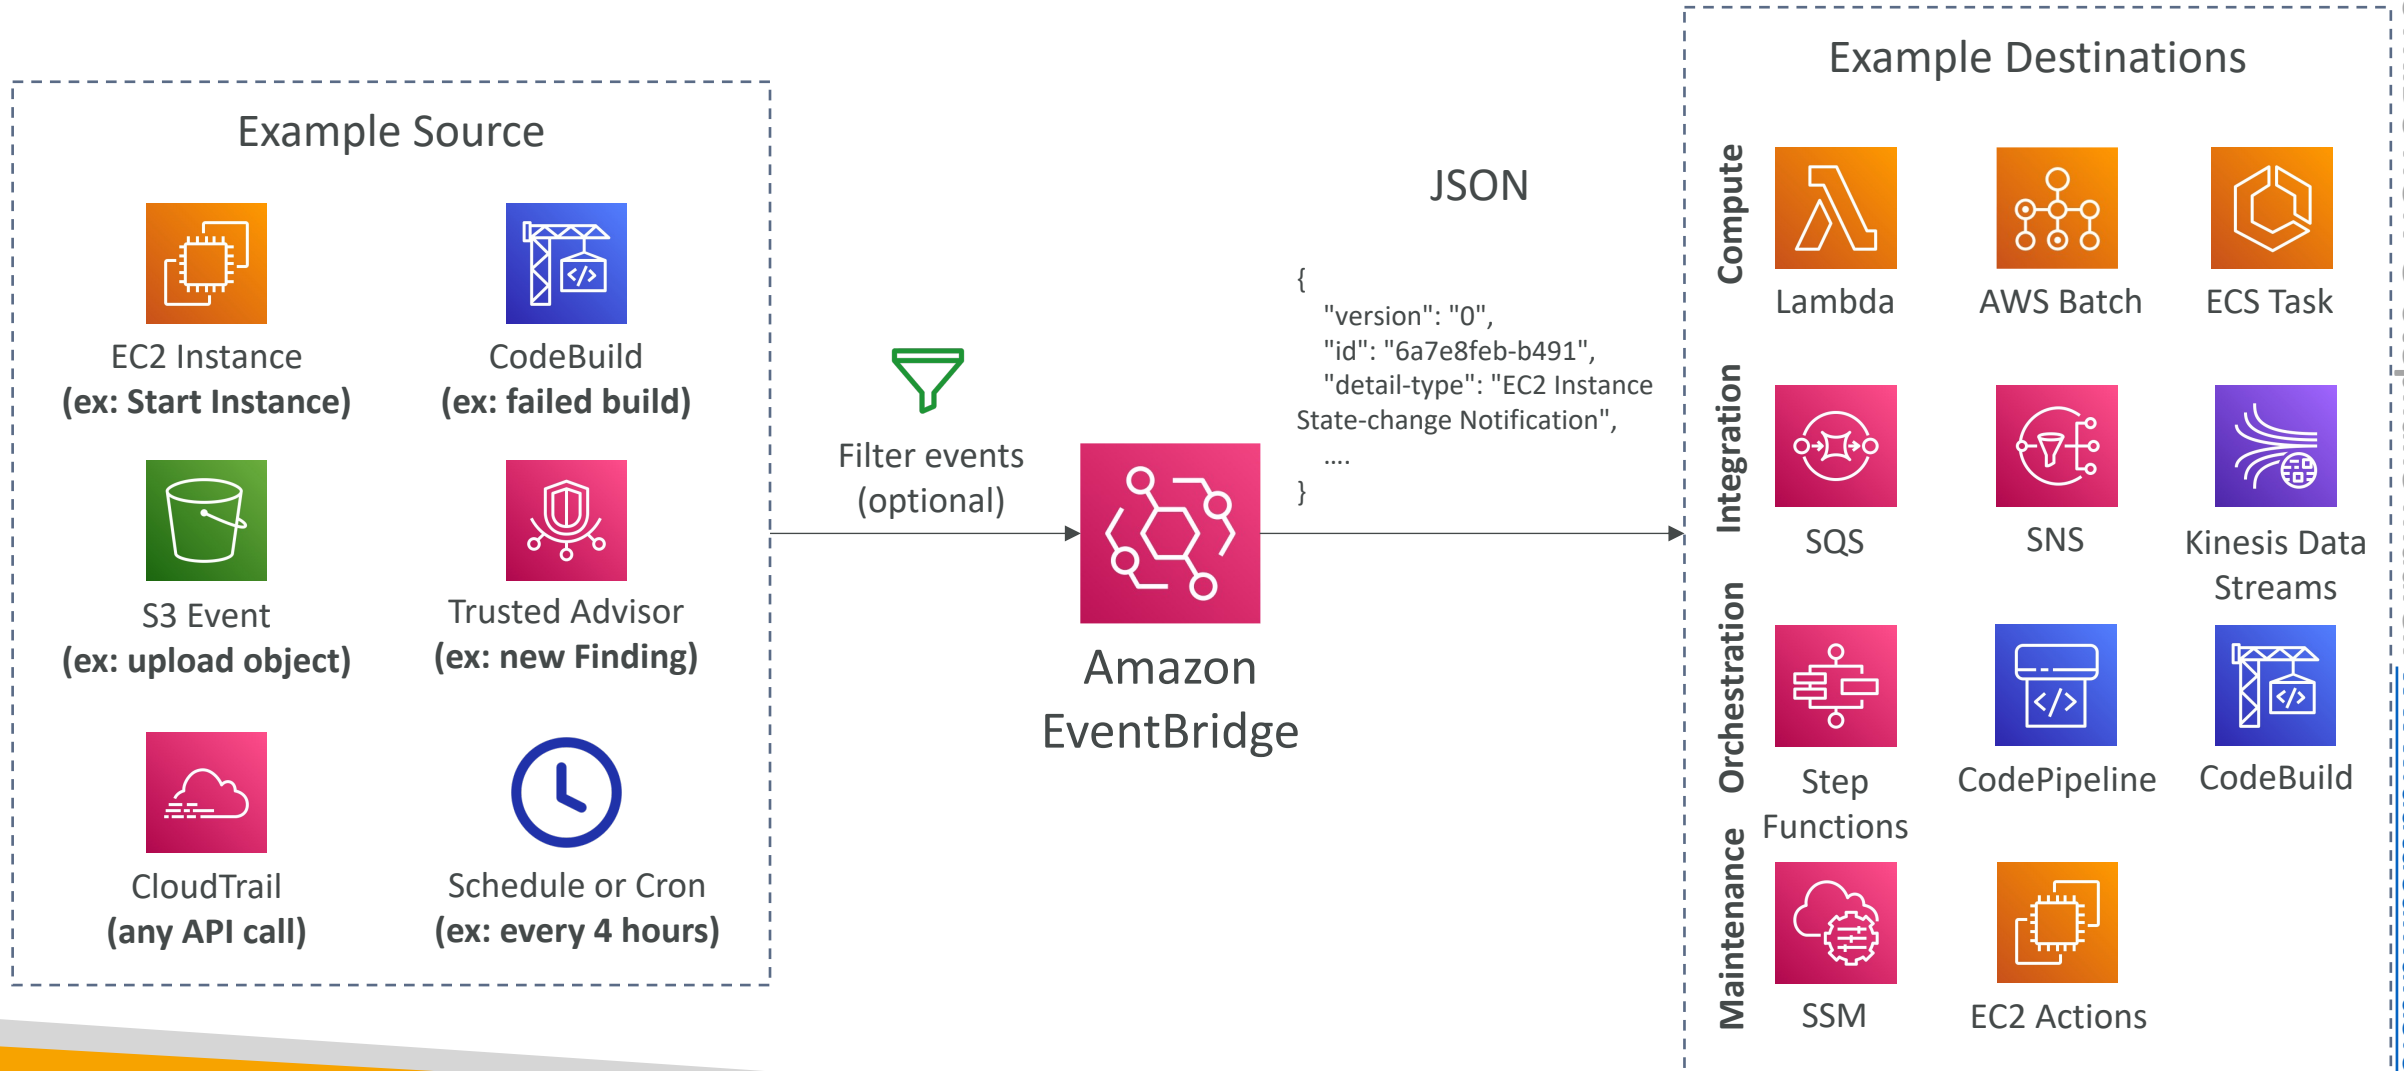 Example Source
EC2 Instance
(ex: Start Instance)
CodeBuild
(ex: failed build)
S3 Event
(ex: upload object)
Trusted Advisor
(ex: new Finding)
CloudTrail
(any API call)
Schedule or Cron
(ex: every 4 hours)
Filter events
(optional)
Amazon
EventBridge
JSON
{
"version": "0",
"id": "6a7e8feb-b491",
"detail-type": "EC2 Instance
State-change Notification",
....
}
Example Destinations
Compute
Lambda
AWS Batch
ECS Task
Integration
SQS
SNS
Kinesis Data
Streams
Orchestration
Step
Functions
CodePipeline
CodeBuild
Maintenance
SSM
EC2 Actions